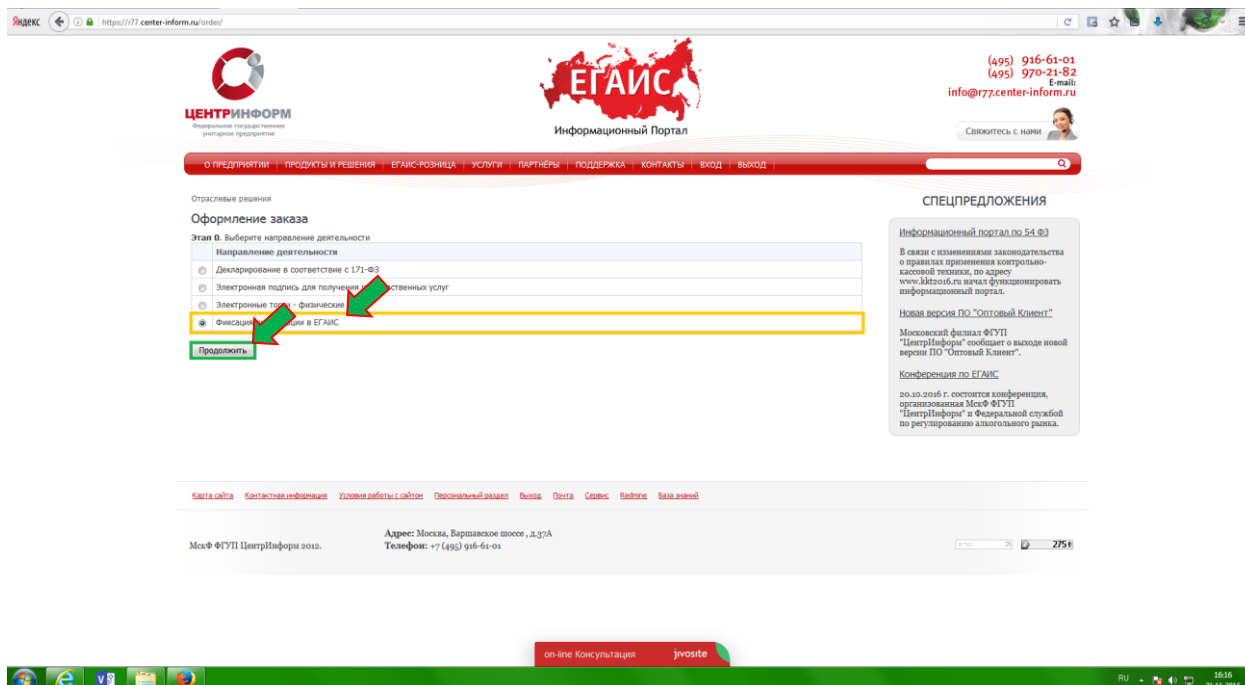 Яндекс
https://r77.center-inform.ru/order/
ЦЕНТРИНФОРМ
Федеральное государственное
унитарное предприятие
ЕГАИС
Информационный Портал
(495) 916-61-01
(495) 970-21-82
E-mail:
info@r77.center-inform.ru
Свяжитесь с нами
О ПРЕДПРИЯТИИ ПРОДУКТЫ И РЕШЕНИЯ ЕГАИС-РОЗНИЦА УСЛУГИ ПАРТНЁРЫ ПОДДЕРЖКА КОНТАКТЫ ВХОД ВЫХОД
Отраслевые решения
Оформление заказа
Этап 0. Выберите направление деятельности
Направление деятельности
Декларирование в соответствие с 171-ФЗ
Электронная подпись для получения ственных услуг
Электронные торги - физические
Фиксация ции в ЕГАИС
Продолжить
СПЕЦПРЕДЛОЖЕНИЯ
Информационный портал по 54 ФЗ
В связи с изменениями законодательства
о правилах применения контрольно-
кассовой техники, по адресу
www.kkt2016.ru начал функционировать
информационный портал.
Новая версия ПО "Оптовый Клиент"
Московский филиал ФГУП
"ЦентрИнформ" сообщает о выходе новой
версии ПО "Оптовый Клиент".
Конференция по ЕГАИС
20.10.2016 г. состоится конференция,
организованная МскФ ФГУП
"ЦентрИнформ" и Федеральной службой
по регулированию алкогольного рынка.
Карта сайта Контактная информация Условия работы с сайтом Персональный раздел Выход Почта Сервис Redmine База знаний
МскФ ФГУП ЦентрИнформ 2012.
Адрес: Москва, Варшавское шоссе , д.37А
Телефон: +7 (495) 916-61-01
275
on-line Консультация jivosite
RU 16:16
21.11.2016